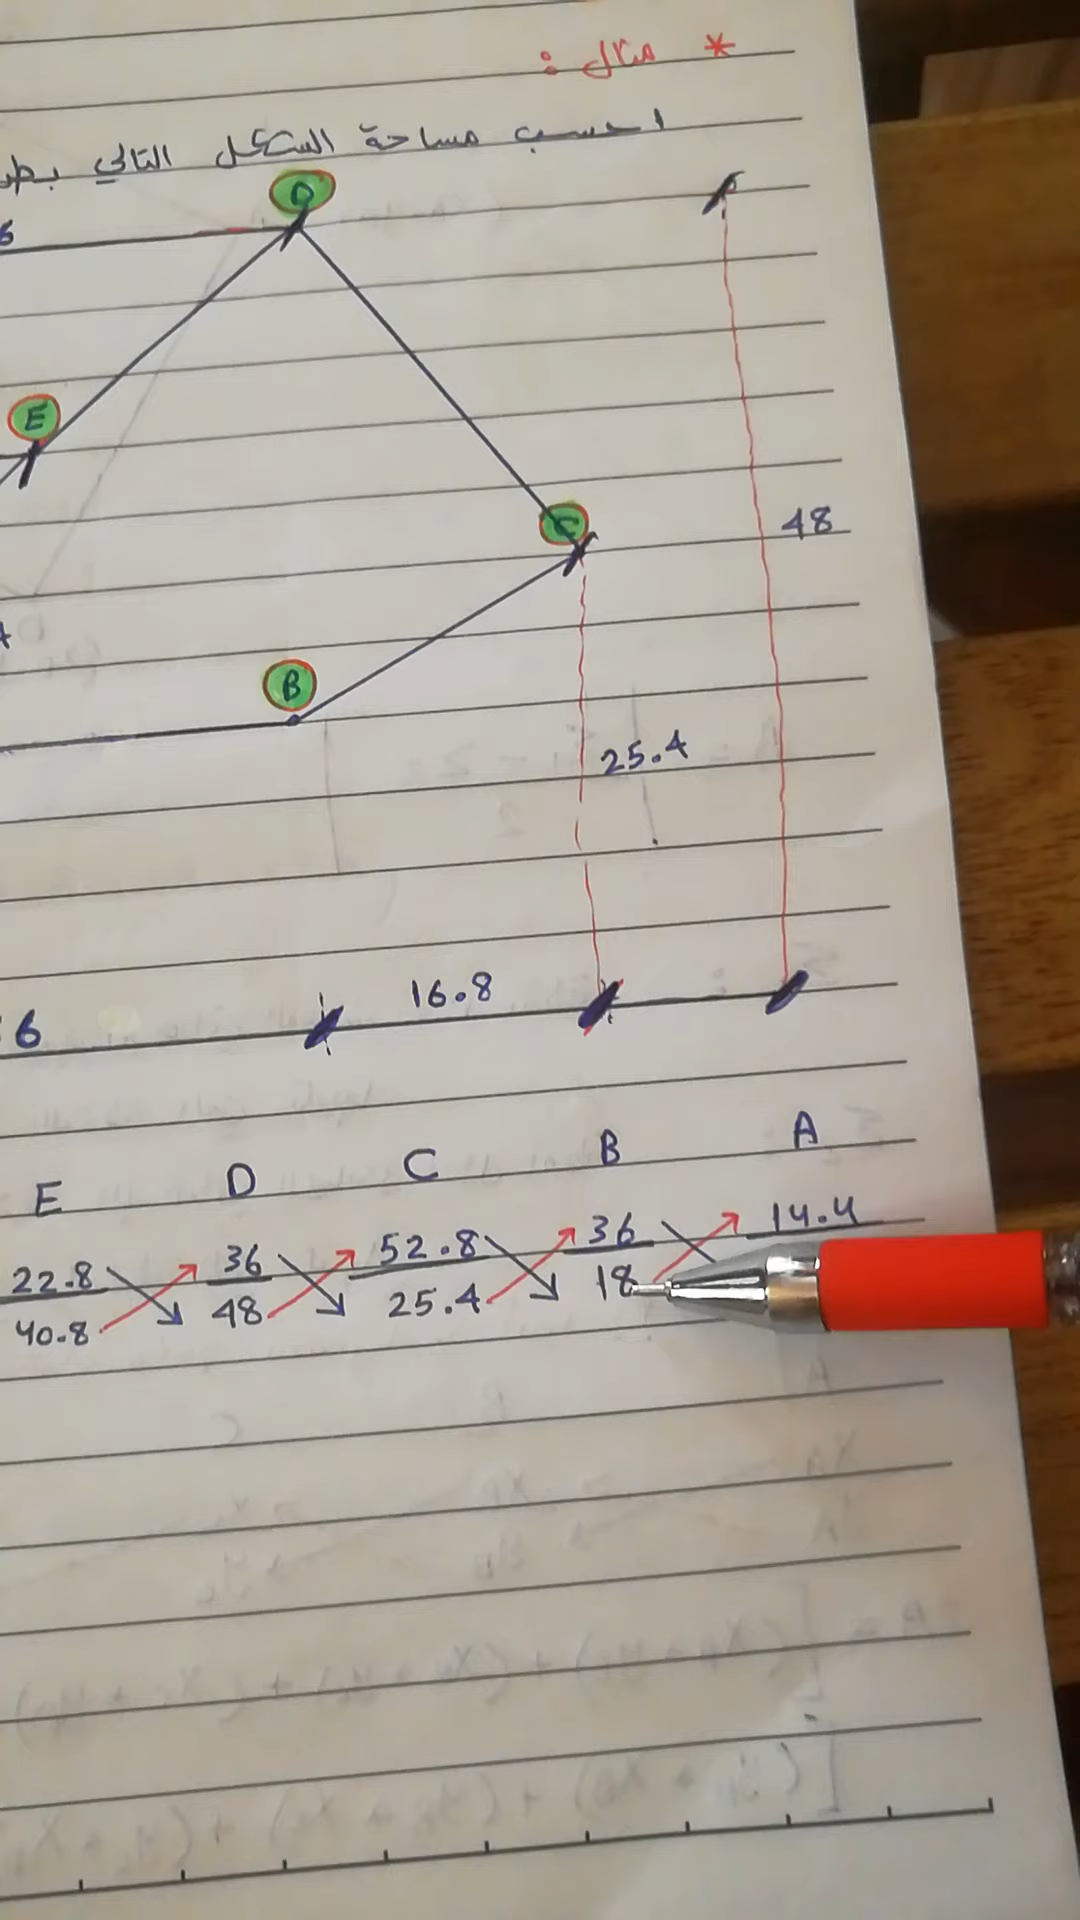 * مثال :
احسب مساحة الشكل التالي
D
E
C
48
B
25.4
16.8
6
E D C B A
22.8 36 52.8 36 14.4
40.8 48 25.4 18